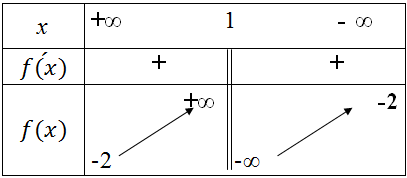 x +∞ 1 - ∞
f(x)́ + +
+∞ -2
f(x)
-2 -∞